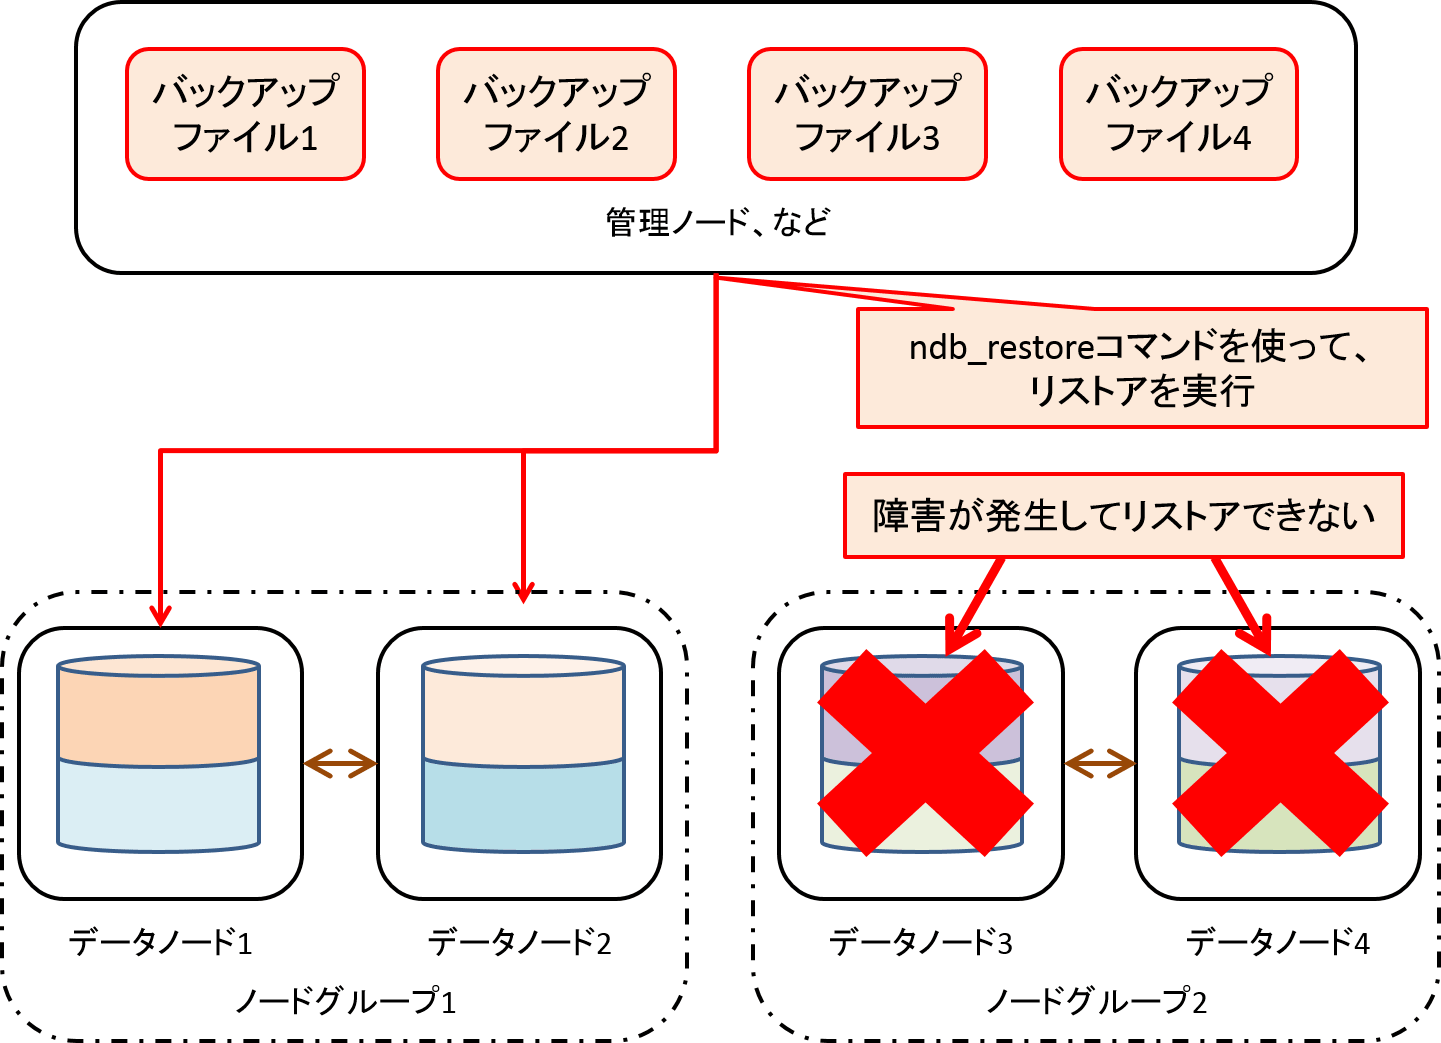 バックアップ
ファイル1
バックアップ
ファイル2
バックアップ
ファイル3
バックアップ
ファイル4
管理ノード、など
ndb_restoreコマンドを使って、
リストアを実行
障害が発生してリストアできない
データノード1
データノード2
データノード3
データノード4
ノードグループ1
ノードグループ2